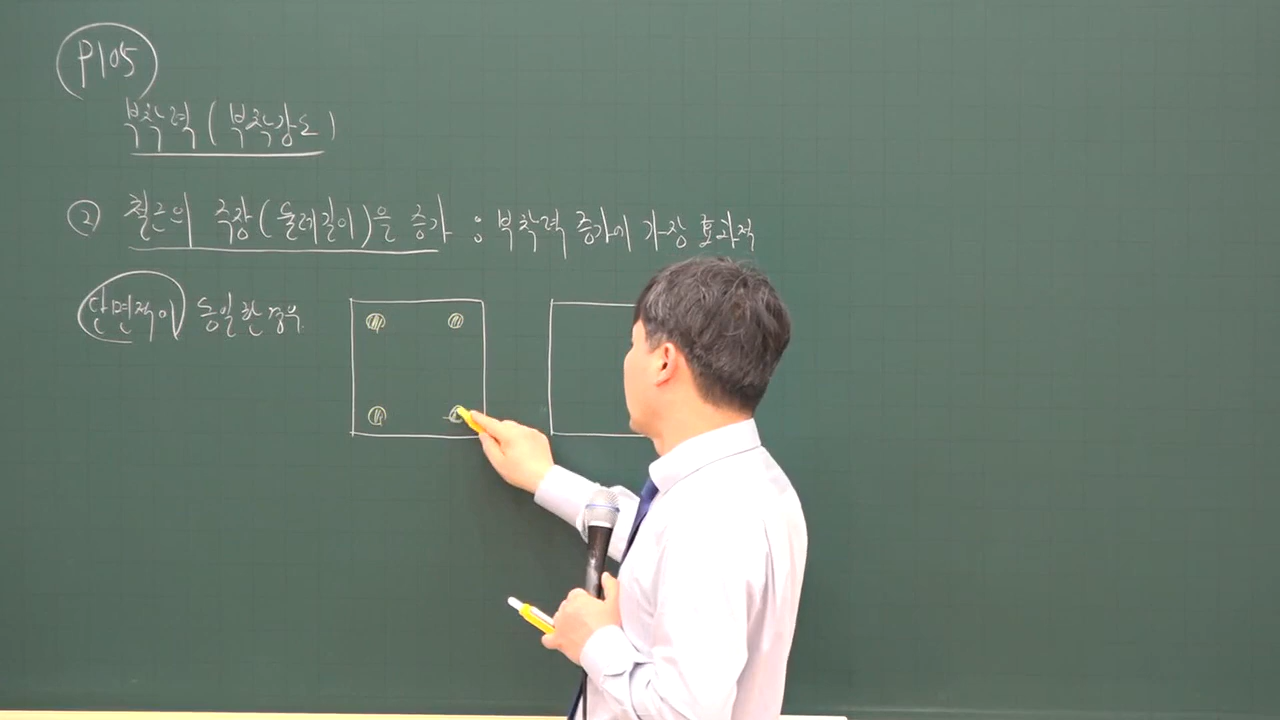 P105
부착력(부착강도)
② 철근의 주장(둘레길이)을 증가 : 부착력 증가에 가장 효과적
단면적이 동일한 경우.